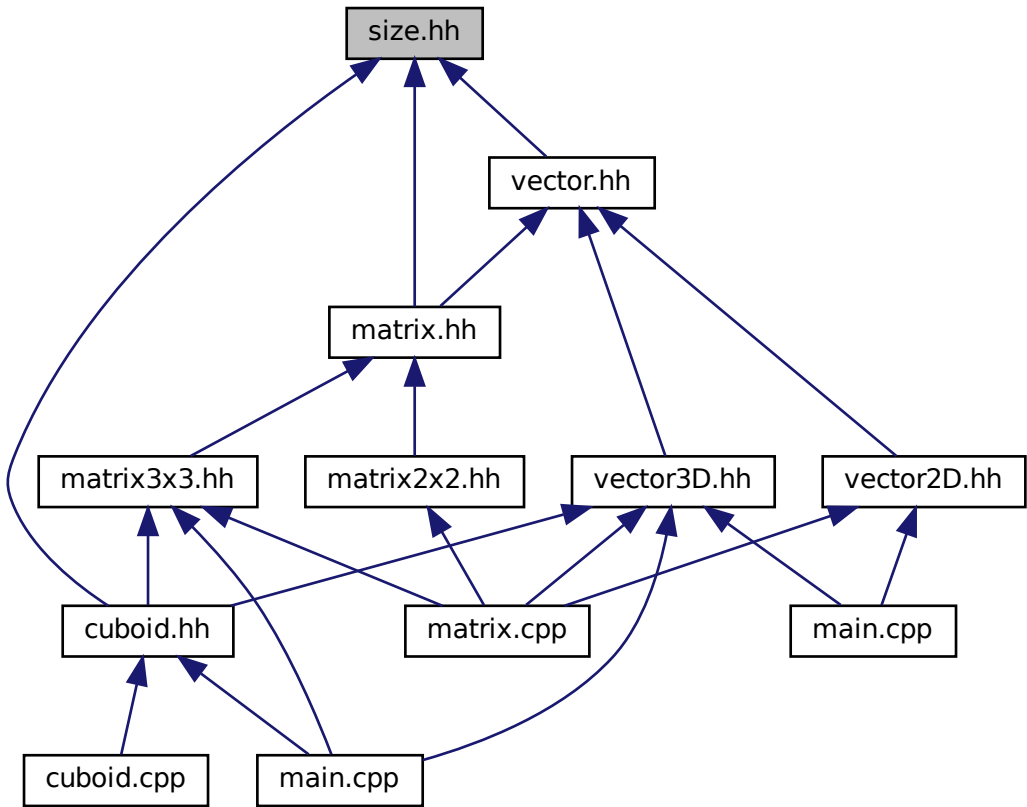 size.hh
vector.hh
matrix.hh
matrix3x3.hh
matrix2x2.hh
vector3D.hh
vector2D.hh
cuboid.hh
matrix.cpp
main.cpp
cuboid.cpp
main.cpp